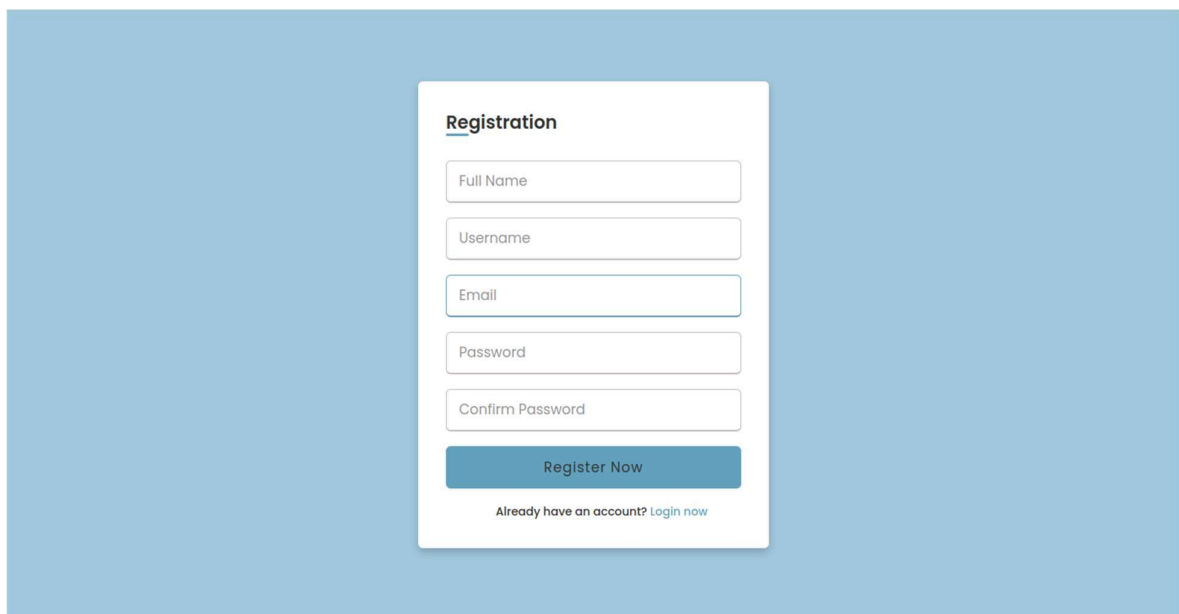 Registration
Full Name
Username
Email
Password
Confirm Password
Register Now
Already have an account? Login now